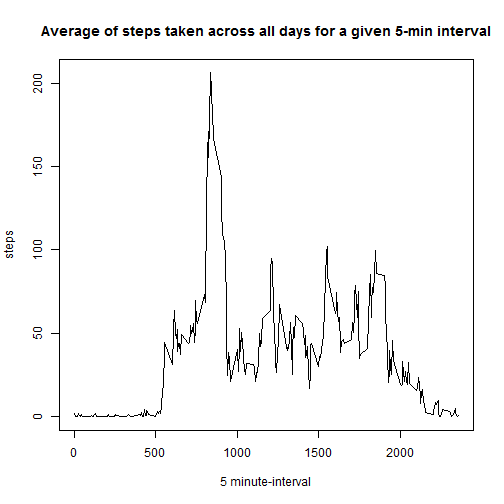 Average of steps taken across all days for a given 5-min interval
steps
200
150
100
50
0
0 500 1000 1500 2000
5 minute-interval